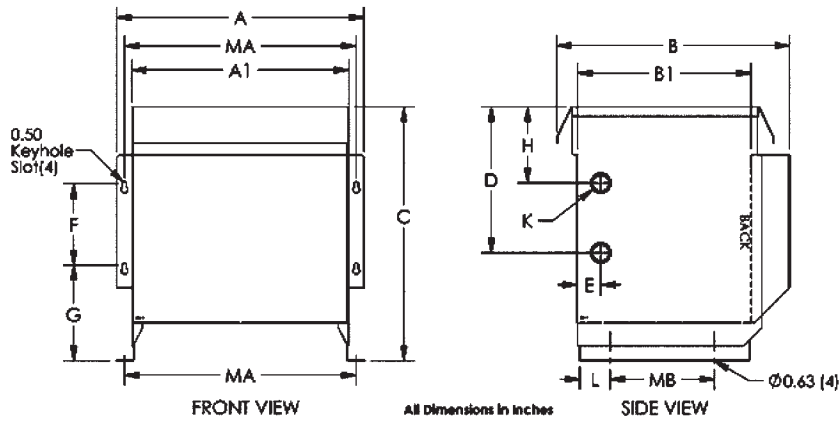 A
MA
A1
0.50
Keyhole
Slot(4)
F
G
C
MA
FRONT VIEW
B
B1
H
D
K
BACK
E
L
MB
Ø0.63 (4)
All Dimensions in Inches
SIDE VIEW